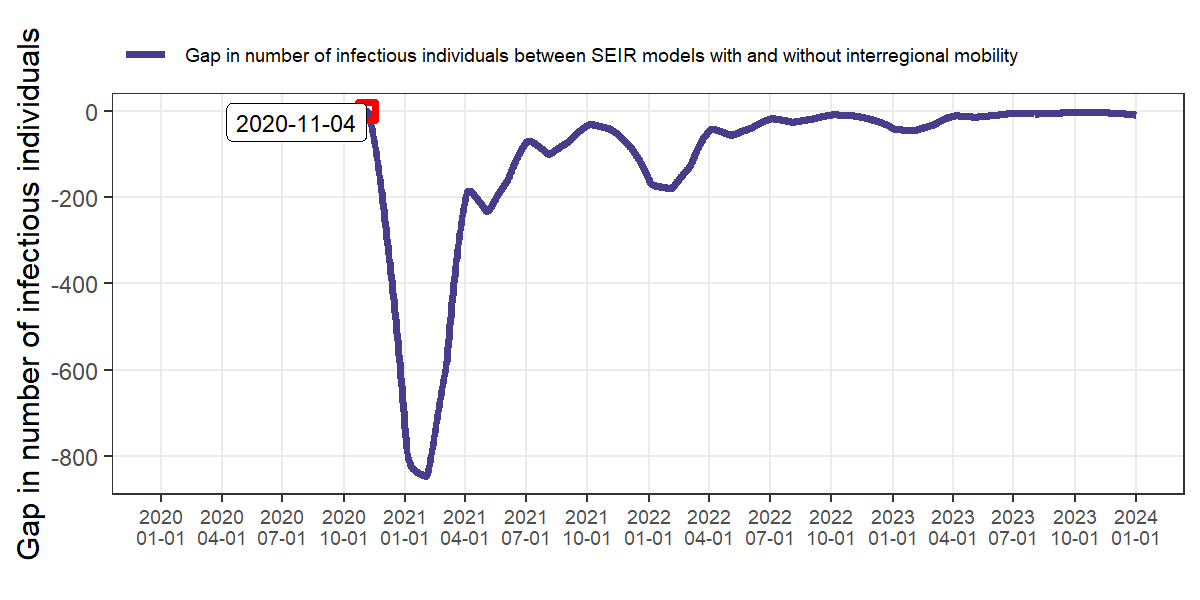 Gap in number of infectious individuals between SEIR models with and without interregional mobility
Gap in number of infectious individuals
0
-200
-400
-600
-800
2020-11-04
2020 2020 2020 2020 2021 2021 2021 2021 2022 2022 2022 2022 2023 2023 2023 2023 2024
01-01 04-01 07-01 10-01 01-01 04-01 07-01 10-01 01-01 04-01 07-01 10-01 01-01 04-01 07-01 10-01 01-01